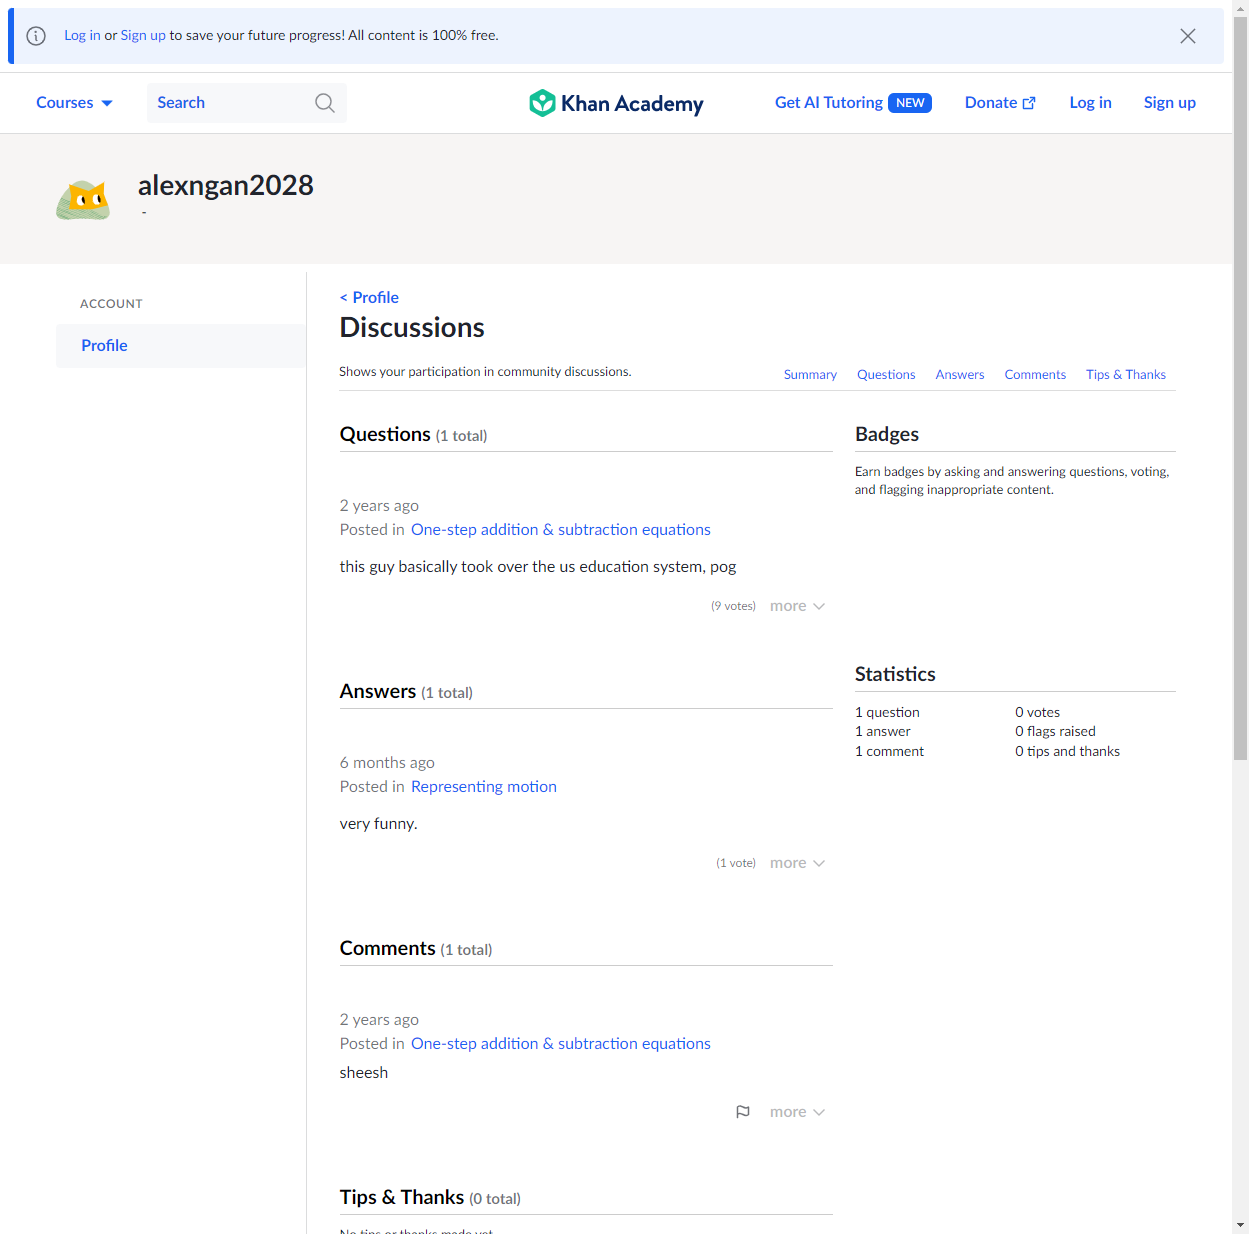 Log in or Sign up to save your future progress! All content is 100% free.
Courses
Search
Khan Academy
Get AI Tutoring NEW
Donate
Log in
Sign up
alexngan2028
-
ACCOUNT
Profile
< Profile
Discussions
Shows your participation in community discussions.
Summary
Questions
Answers
Comments
Tips & Thanks
Questions (1 total)
2 years ago
Posted in One-step addition & subtraction equations
this guy basically took over the us education system, pog
(9 votes) more
Answers (1 total)
6 months ago
Posted in Representing motion
very funny.
(1 vote) more
Comments (1 total)
2 years ago
Posted in One-step addition & subtraction equations
sheesh
more
Tips & Thanks (0 total)
No tips or thanks made yet
Badges
Earn badges by asking and answering questions, voting,
and flagging inappropriate content.
Statistics
1 question
0 votes
1 answer
0 flags raised
1 comment
0 tips and thanks